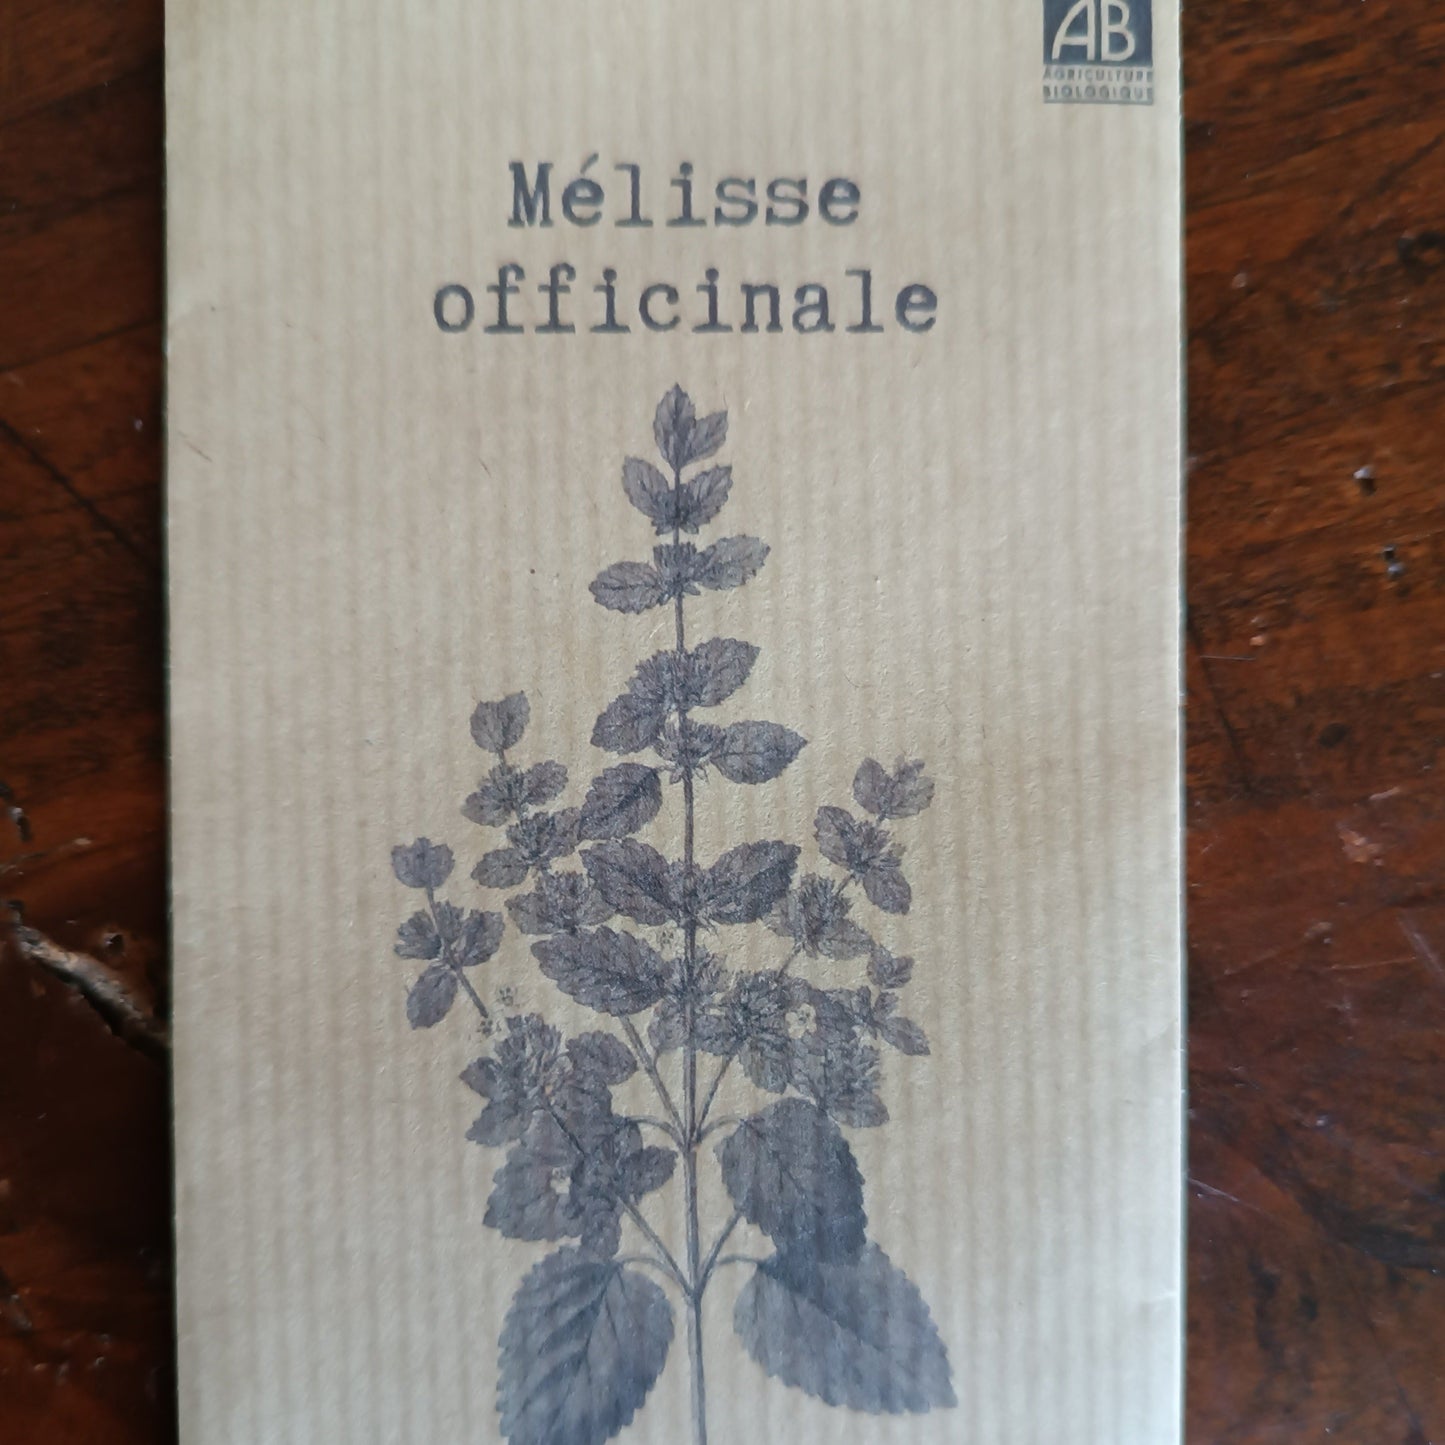 AB
AGRICULTURE
BIOLOGIQUE
Mélisse
officinale